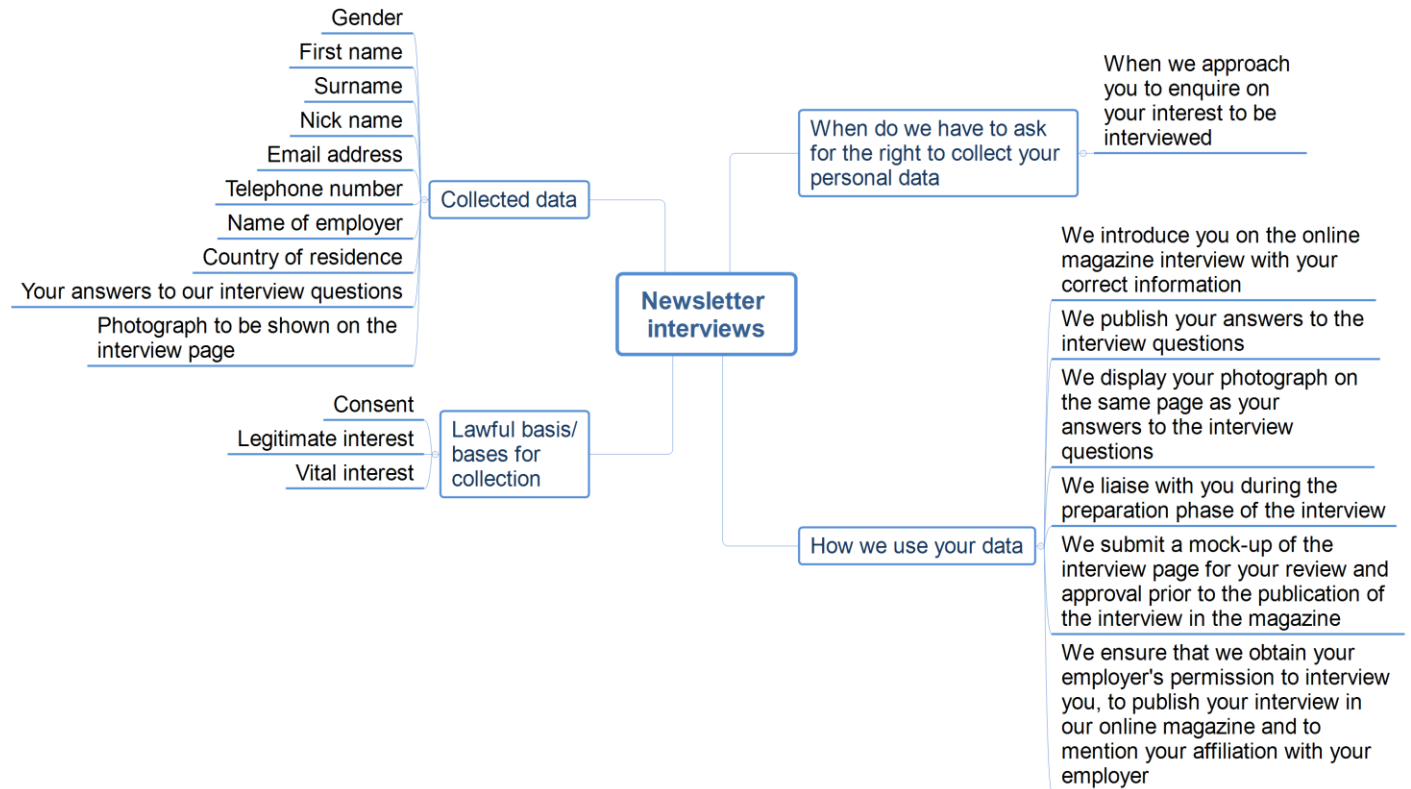 Newsletter
interviews
Collected data
Gender
First name
Surname
Nick name
Email address
Telephone number
Name of employer
Country of residence
Your answers to our interview questions
Photograph to be shown on the
interview page
Lawful basis/
bases for
collection
Consent
Legitimate interest
Vital interest
When do we have to ask
for the right to collect your
personal data
When we approach
you to enquire on
your interest to be
interviewed
How we use your data
We introduce you on the online
magazine interview with your
correct information
We publish your answers to the
interview questions
We display your photograph on
the same page as your
answers to the interview
questions
We liaise with you during the
preparation phase of the interview
We submit a mock-up of the
interview page for your review and
approval prior to the publication of
the interview in the magazine
We ensure that we obtain your
employer's permission to interview
you, to publish your interview in
our online magazine and to
mention your affiliation with your
employer